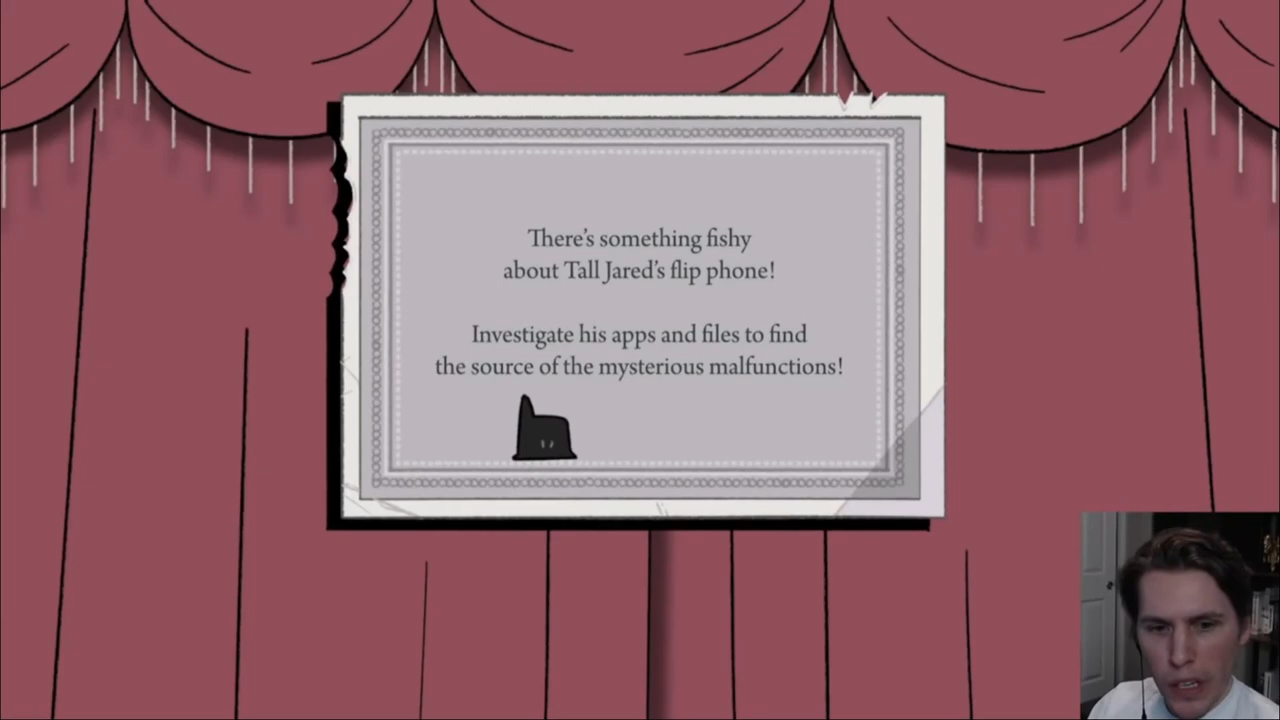 There's something fishy
about Tall Jared's flip phone!
Investigate his apps and files to find
the source of the mysterious malfunctions!